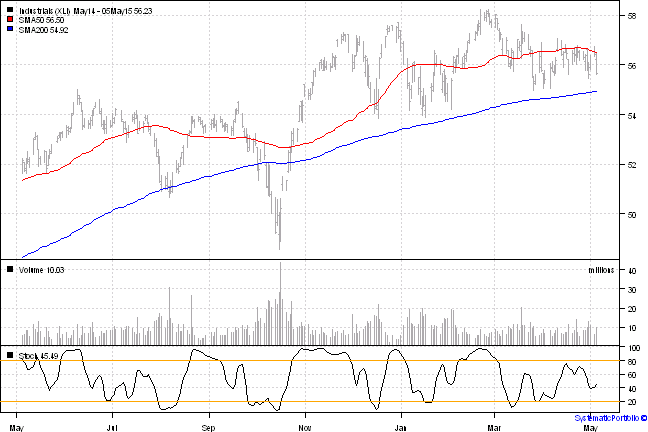 Industrials (XLI) May14 - 05May15 56.23
SMA50 56.50
SMA200 54.92
58
56
54
52
50
Volume 10.03
millions
40
30
20
10
Stock 45.49
100
80
60
40
20
May
Jul
Sep
Nov
Jan
Mar
May
SystematicPortfolio ©